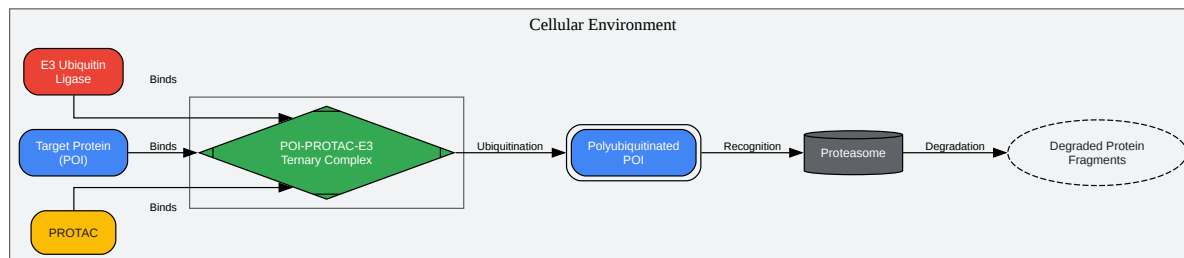 Cellular Environment
E3 Ubiquitin
Ligase
Binds
Target Protein
(POI)
Binds
POI-PROTAC-E3
Ternary Complex
Ubiquitination
Polyubiquitinated
POI
Recognition
Proteasome
Degradation
Degraded Protein
Fragments
Binds
PROTAC